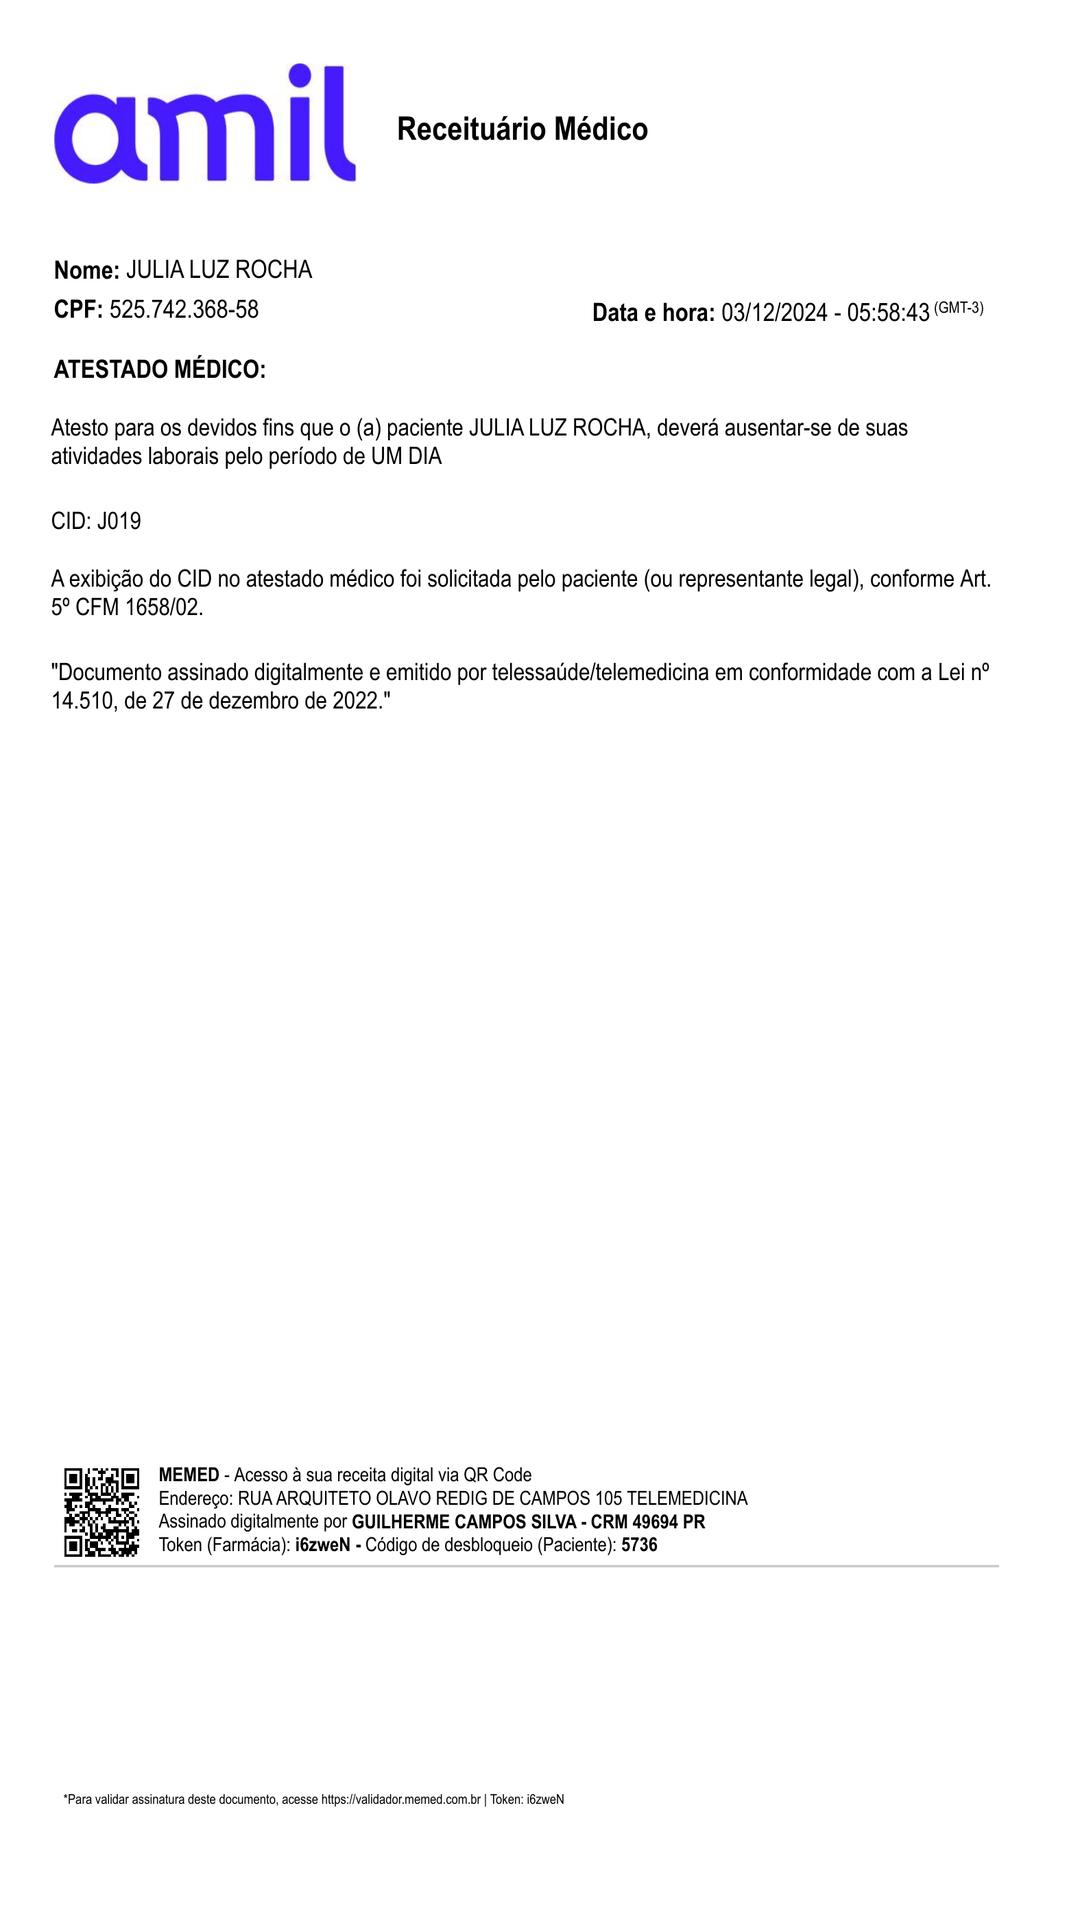 amil
Receituário Médico
Nome: JULIA LUZ ROCHA
CPF: 525.742.368-58
Data e hora: 03/12/2024 - 05:58:43 (GMT-3)
ATESTADO MÉDICO:
Atesto para os devidos fins que o (a) paciente JULIA LUZ ROCHA, deverá ausentar-se de suas
atividades laborais pelo período de UM DIA
CID: J019
A exibição do CID no atestado médico foi solicitada pelo paciente (ou representante legal), conforme Art.
5º CFM 1658/02.
"Documento assinado digitalmente e emitido por telessaúde/telemedicina em conformidade com a Lei nº
14.510, de 27 de dezembro de 2022."
MEMED - Acesso à sua receita digital via QR Code
Endereço: RUA ARQUITETO OLAVO REDIG DE CAMPOS 105 TELEMEDICINA
Assinado digitalmente por GUILHERME CAMPOS SILVA - CRM 49694 PR
Token (Farmácia): i6zweN - Código de desbloqueio (Paciente): 5736
*Para validar assinatura deste documento, acesse https://validador.memed.com.br | Token: i6zweN